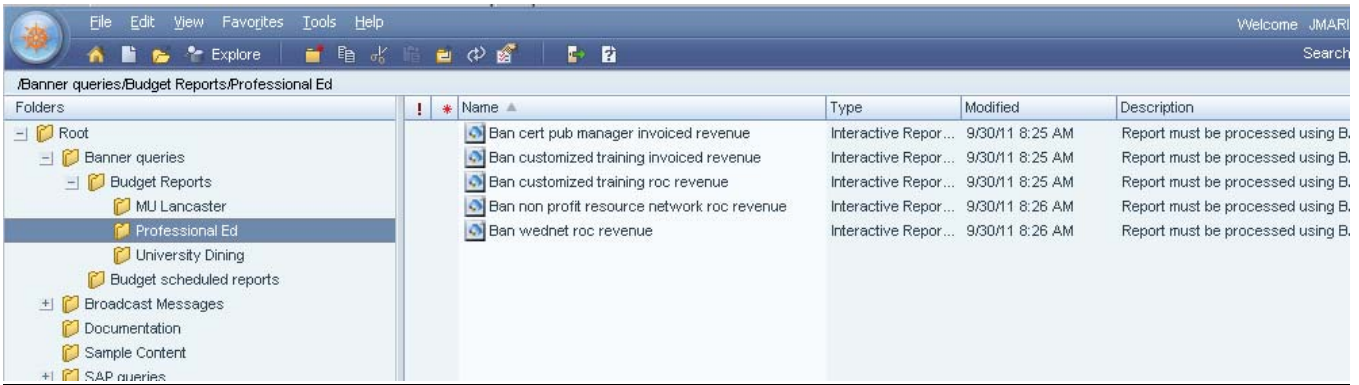 File Edit View Favorites Tools Help Welcome JMARI
Explore Search
/Banner queries/Budget Reports/Professional Ed
Folders ! * Name Type Modified Description
Root Ban cert pub manager invoiced revenue Interactive Repor... 9/30/11 8:25 AM Report must be processed using B.
Banner queries Ban customized training invoiced revenue Interactive Repor... 9/30/11 8:25 AM Report must be processed using B.
Budget Reports Ban customized training roc revenue Interactive Repor... 9/30/11 8:25 AM Report must be processed using B.
MU Lancaster Ban non profit resource network roc revenue Interactive Repor... 9/30/11 8:26 AM Report must be processed using B.
Professional Ed Ban wednet roc revenue Interactive Repor... 9/30/11 8:26 AM Report must be processed using B.
University Dining
Budget scheduled reports
Broadcast Messages
Documentation
Sample Content
SAP queries